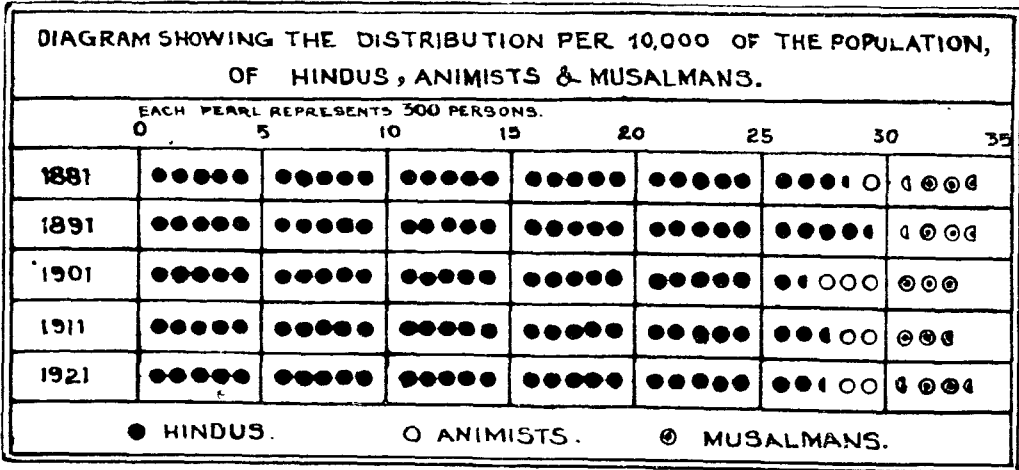 DIAGRAM SHOWING THE DISTRIBUTION PER 10,000 OF THE POPULATION,
OF HINDUS, ANIMISTS & MUSALMANS.
EACH PEARL REPRESENTS 300 PERSONS.
0 5 10 15 20 25 30 35
1881
1891
1901
1911
1921
HINDUS. ANIMISTS. MUSALMANS.